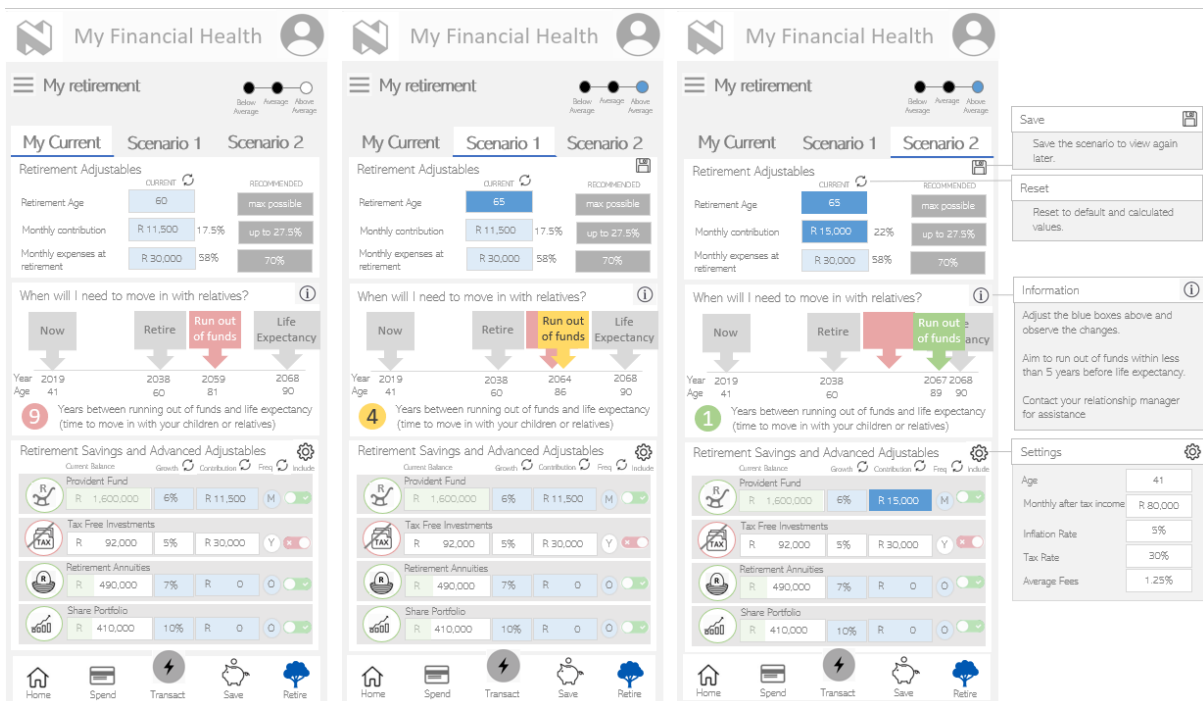 My Financial Health
My retirement
Below Average
Average
Above Average
My Current Scenario 1 Scenario 2
Retirement Adjustables
CURRENT RECOMMENDED
Retirement Age 60 max possible
Monthly contribution R 11,500 17.5% up to 27.5%
Monthly expenses at retirement R 30,000 58% 70%
When will I need to move in with relatives?
Now Retire Run out of funds Life Expectancy
Year 2019 2038 2059 2068
Age 41 60 81 90
9 Years between running out of funds and life expectancy
(time to move in with your children or relatives)
Retirement Savings and Advanced Adjustables
Current Balance Growth Contribution Freq Include
Provident Fund
R 1,600,000 6% R 11,500 M
Tax Free Investments
TAX R 92,000 5% R 30,000 Y
Retirement Annuities
R 490,000 7% R 0 O
Share Portfolio
R 410,000 10% R 0 O
Home Spend Transact Save Retire
My Financial Health
My retirement
Below Average
Average
Above Average
My Current Scenario 1 Scenario 2
Retirement Adjustables
CURRENT RECOMMENDED
Retirement Age 65 max possible
Monthly contribution R 11,500 17.5% up to 27.5%
Monthly expenses at retirement R 30,000 58% 70%
When will I need to move in with relatives?
Now Retire Run out of funds Life Expectancy
Year 2019 2038 2064 2068
Age 41 60 86 90
4 Years between running out of funds and life expectancy
(time to move in with your children or relatives)
Retirement Savings and Advanced Adjustables
Current Balance Growth Contribution Freq Include
Provident Fund
R 1,600,000 6% R 11,500 M
Tax Free Investments
TAX R 92,000 5% R 30,000 Y
Retirement Annuities
R 490,000 7% R 0 O
Share Portfolio
R 410,000 10% R 0 O
Home Spend Transact Save Retire
My Financial Health
My retirement
Below Average
Average
Above Average
My Current Scenario 1 Scenario 2
Retirement Adjustables
CURRENT RECOMMENDED
Retirement Age 65 max possible
Monthly contribution R 15,000 22% up to 27.5%
Monthly expenses at retirement R 30,000 58% 70%
When will I need to move in with relatives?
Now Retire Run out of funds
Year 2019 2038 2067 2068
Age 41 60 89 90
1 Years between running out of funds and life expectancy
(time to move in with your children or relatives)
Retirement Savings and Advanced Adjustables
Current Balance Growth Contribution Freq Include
Provident Fund
R 1,600,000 6% R 15,000 M
Tax Free Investments
TAX R 92,000 5% R 30,000 Y
Retirement Annuities
R 490,000 7% R 0 O
Share Portfolio
R 410,000 10% R 0 O
Home Spend Transact Save Retire
Save
Save the scenario to view again
later.
Reset
Reset to default and calculated
values.
Information
Adjust the blue boxes above and
observe the changes.
Aim to run out of funds within less
than 5 years before life expectancy.
Contact your relationship manager
for assistance
Settings
Age 41
Monthly after tax income R 80,000
Inflation Rate 5%
Tax Rate 30%
Average Fees 1.25%